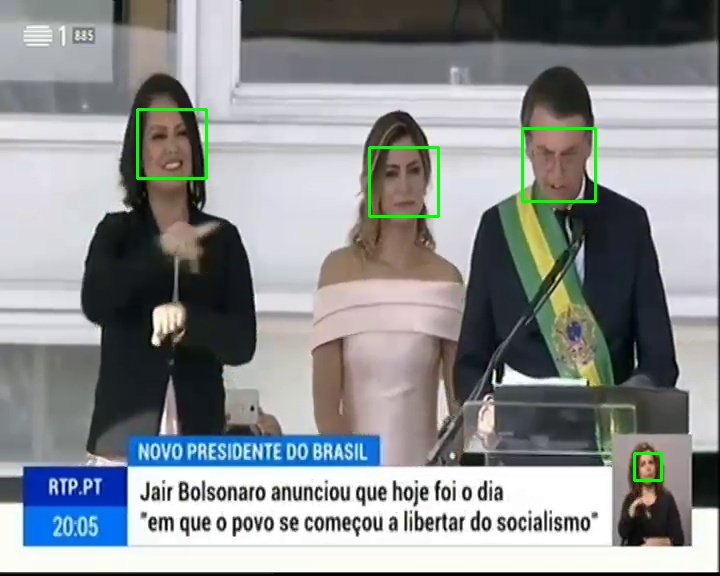 1 885
NOVO PRESIDENTE DO BRASIL
RTP.PT
Jair Bolsonaro anunciou que hoje foi o dia
20:05
"em que o povo se começou a libertar do socialismo"